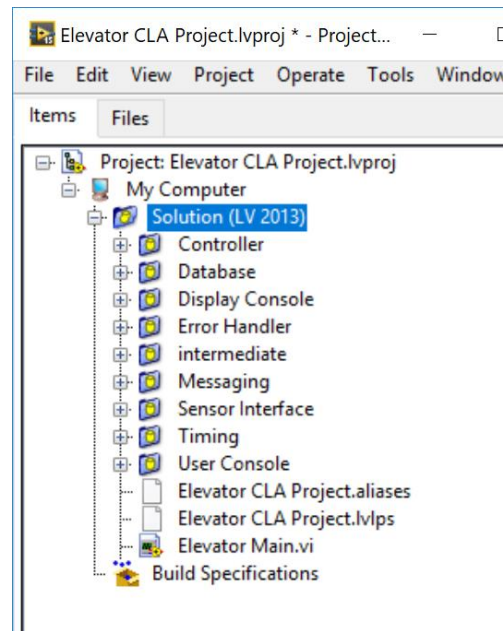 Elevator CLA Project.lvproj * - Project...
File Edit View Project Operate Tools Window
Items Files
Project: Elevator CLA Project.lvproj
My Computer
Solution (LV 2013)
Controller
Database
Display Console
Error Handler
intermediate
Messaging
Sensor Interface
Timing
User Console
Elevator CLA Project.aliases
Elevator CLA Project.lvlps
Elevator Main.vi
Build Specifications